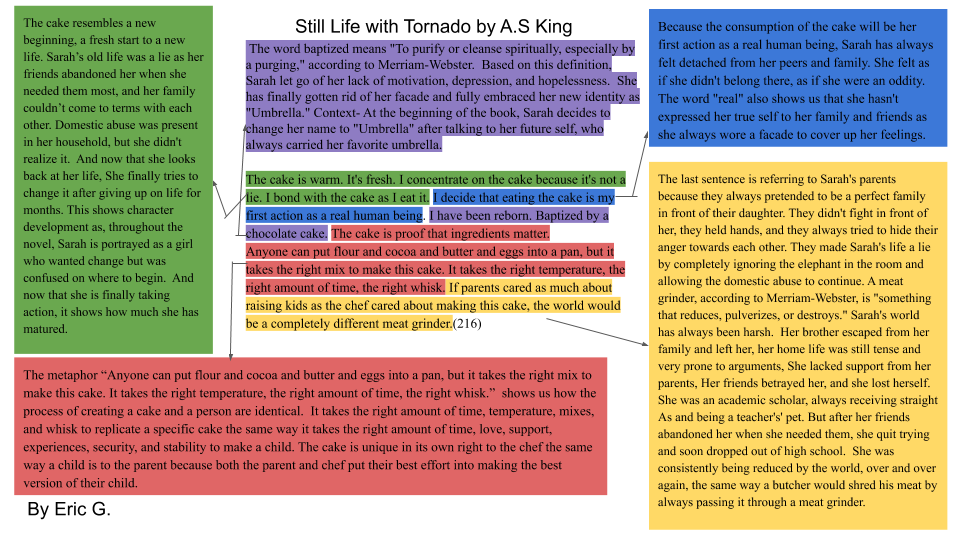 Still Life with Tornado by A.S King
The cake resembles a new
beginning, a fresh start to a new
life. Sarah's old life was a lie as her
friends abandoned her when she
needed them most, and her family
couldn't come to terms with each
other. Domestic abuse was present
in her household, but she didn't
realize it.  And now that she looks
back at her life, She finally tries to
change it after giving up on life for
months. This shows character
development as, throughout the
novel, Sarah is portrayed as a girl
who wanted change but was
confused on where to begin.  And
now that she is finally taking
action, it shows how much she has
matured.
The word baptized means "To purify or cleanse spiritually, especially by
a purging," according to Merriam-Webster.  Based on this definition,
Sarah let go of her lack of motivation, depression, and hopelessness.  She
has finally gotten rid of her facade and fully embraced her new identity as
"Umbrella." Context- At the beginning of the book, Sarah decides to
change her name to "Umbrella" after talking to her future self, who
always carried her favorite umbrella.
The cake is warm. It's fresh. I concentrate on the cake because it's not a
lie. I bond with the cake as I eat it. I decide that eating the cake is my
first action as a real human being. I have been reborn. Baptized by a
chocolate cake. The cake is proof that ingredients matter.
Anyone can put flour and cocoa and butter and eggs into a pan, but it
takes the right mix to make this cake. It takes the right temperature, the
right amount of time, the right whisk. If parents cared as much about
raising kids as the chef cared about making this cake, the world would
be a completely different meat grinder.(216)
Because the consumption of the cake will be her
first action as a real human being, Sarah has always
felt detached from her peers and family. She felt as
if she didn't belong there, as if she were an oddity.
The word "real" also shows us that she hasn't
expressed her true self to her family and friends as
she always wore a facade to cover up her feelings.
The last sentence is referring to Sarah's parents
because they always pretended to be a perfect family
in front of their daughter. They didn't fight in front of
her, they held hands, and they always tried to hide their
anger towards each other. They made Sarah's life a lie
by completely ignoring the elephant in the room and
allowing the domestic abuse to continue. A meat
grinder, according to Merriam-Webster, is "something
that reduces, pulverizes, or destroys." Sarah's world
has always been harsh.  Her brother escaped from her
family and left her, her home life was still tense and
very prone to arguments, She lacked support from her
parents, Her friends betrayed her, and she lost herself.
She was an academic scholar, always receiving straight
As and being a teacher's' pet. But after her friends
abandoned her when she needed them, she quit trying
and soon dropped out of high school.  She was
consistently being reduced by the world, over and over
again, the same way a butcher would shred his meat by
always passing it through a meat grinder.
The metaphor “Anyone can put flour and cocoa and butter and eggs into a pan, but it takes the right mix to
make this cake. It takes the right temperature, the right amount of time, the right whisk.”  shows us how the
process of creating a cake and a person are identical.  It takes the right amount of time, temperature, mixes,
and whisk to replicate a specific cake the same way it takes the right amount of time, love, support,
experiences, security, and stability to make a child. The cake is unique in its own right to the chef the same
way a child is to the parent because both the parent and chef put their best effort into making the best
version of their child.
By Eric G.